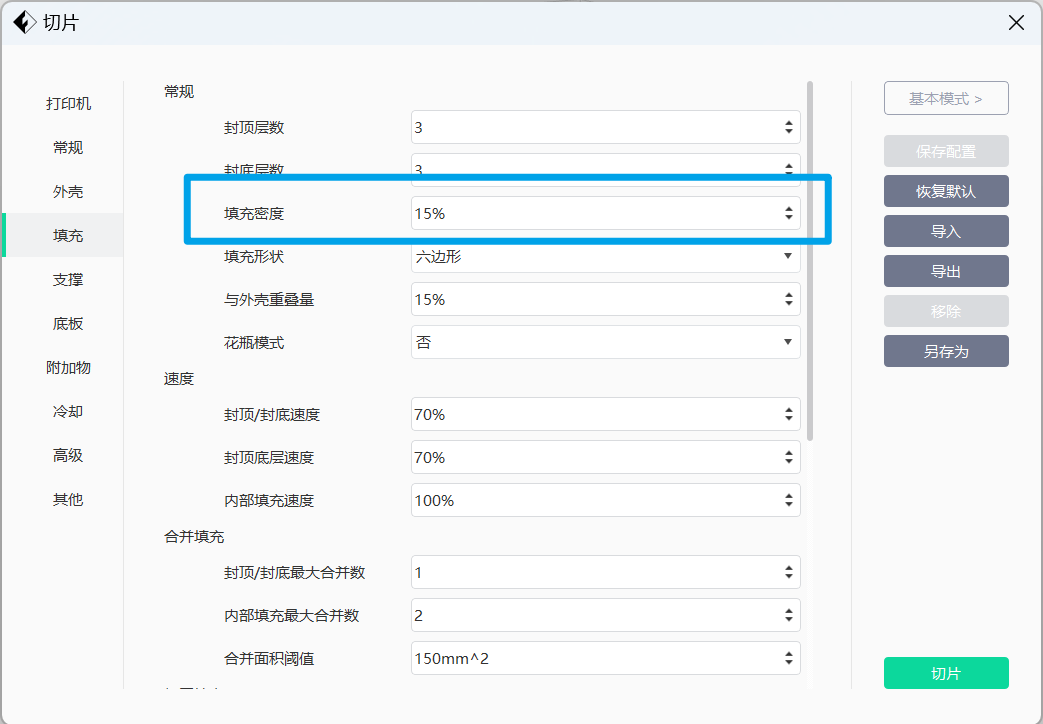 切片
打印机
常规
外壳
填充
支撑
底板
附加物
冷却
高级
其他
常规
封顶层数 3
封底层数 3
填充密度 15%
填充形状 六边形
与外壳重叠量 15%
花瓶模式 否
速度
封顶/封底速度 70%
封顶底层速度 70%
内部填充速度 100%
合并填充
封顶/封底最大合并数 1
内部填充最大合并数 2
合并面积阈值 150mm^2
基本模式 >
保存配置
恢复默认
导入
导出
移除
另存为
切片